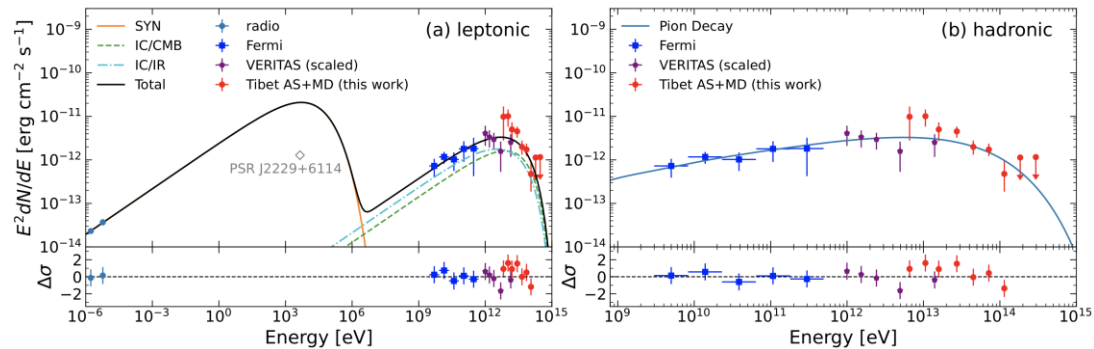 (a) leptonic
SYN
IC/CMB
IC/IR
Total
radio
Fermi
VERITAS (scaled)
Tibet AS+MD (this work)
PSR J2229+6114
E²dN/dE [erg cm⁻² s⁻¹]
10⁻⁹
10⁻¹⁰
10⁻¹¹
10⁻¹²
10⁻¹³
10⁻¹⁴
Δσ
2
0
−2
10⁻⁶ 10⁻³ 10⁰ 10³ 10⁶ 10⁹ 10¹² 10¹⁵
Energy [eV]
(b) hadronic
Pion Decay
Fermi
VERITAS (scaled)
Tibet AS+MD (this work)
10⁻⁹
10⁻¹⁰
10⁻¹¹
10⁻¹²
10⁻¹³
10⁻¹⁴
Δσ
2
0
−2
10⁹ 10¹⁰ 10¹¹ 10¹² 10¹³ 10¹⁴ 10¹⁵
Energy [eV]